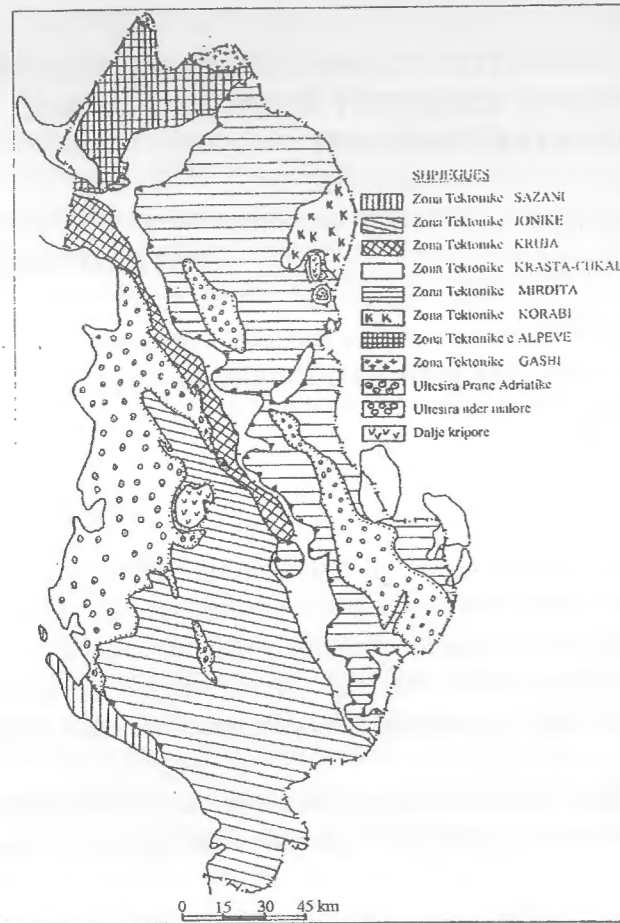 SHPJEGUES
Zona Tektonike SAZANI
Zona Tektonike JONIKE
Zona Tektonike KRUJA
Zona Tektonike KRASTA-CUKAL
Zona Tektonike MIRDITA
K K Zona Tektonike KORABI
Zona Tektonike e ALPEVE
Zona Tektonike GASHI
Ultesira Prane Adriatike
Ultesira nder malore
Dalje kripore
0 15 30 45 km